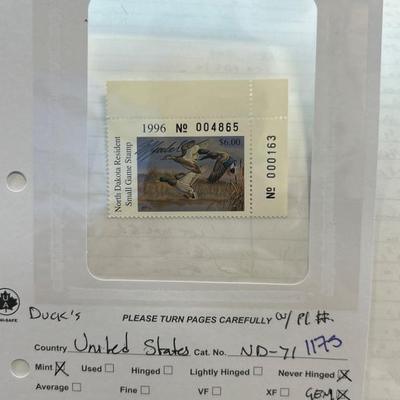 1996 № 004865
$6.00
North Dakota Resident
Small Game Stamp
№ 000163
Duck's
PLEASE TURN PAGES CAREFULLY w/ Pl #.
Country United States Cat. No. ND-71 1175
Mint X Used Hinged Lightly Hinged Never Hinged X
Average Fine VF XF GEM X